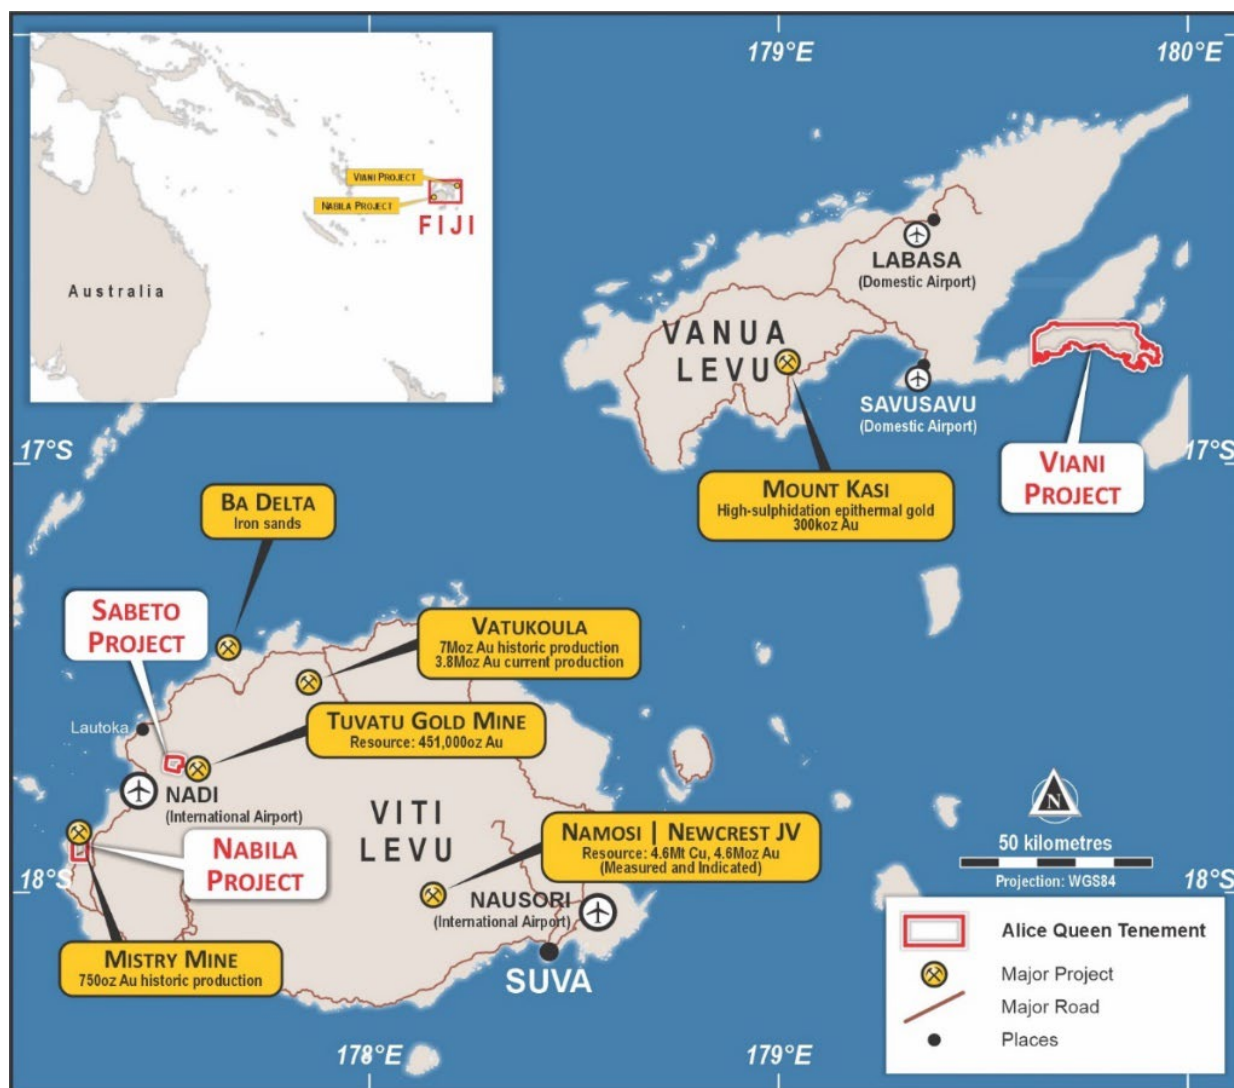 179°E
180°E
VIANI PROJECT
NABILA PROJECT
FIJI
Australia
LABASA
(Domestic Airport)
VANUA
LEVU
SAVUSAVU
(Domestic Airport)
17°S
17°S
VIANI
PROJECT
MOUNT KASI
High-sulphidation epithermal gold
300koz Au
BA DELTA
Iron sands
SABETO
PROJECT
VATUKOULA
7Moz Au historic production
3.8Moz Au current production
Lautoka
TUVATU GOLD MINE
Resource: 451,000oz Au
NADI
(International Airport)
VITI
LEVU
NABILA
PROJECT
NAMOSI | NEWCREST JV
Resource: 4.6Mt Cu, 4.6Moz Au
(Measured and Indicated)
N
50 kilometres
Projection: WGS84
18°S
18°S
NAUSORI
(International Airport)
MISTRY MINE
750oz Au historic production
SUVA
Alice Queen Tenement
Major Project
Major Road
Places
178°E
179°E